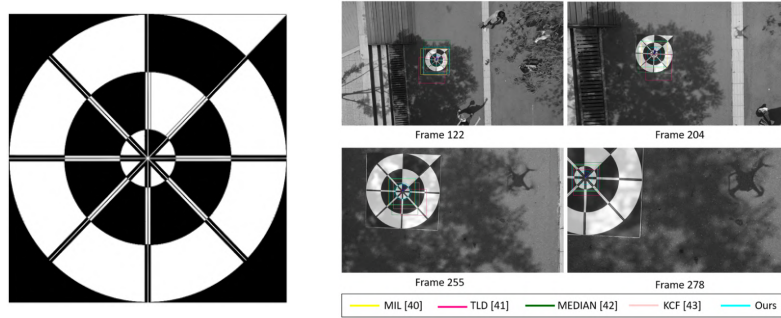 Frame 122
Frame 204
Frame 255
Frame 278
MIL [40] TLD [41] MEDIAN [42] KCF [43] Ours